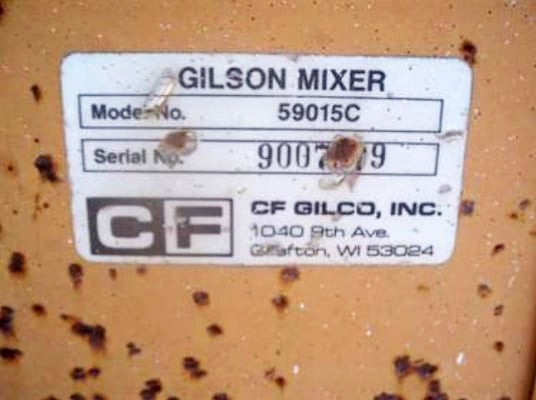 GILSON MIXER
Model No. 59015C
Serial No.
CF
CF GILCO, INC.
1040 9th Ave.
Grafton, WI 53024